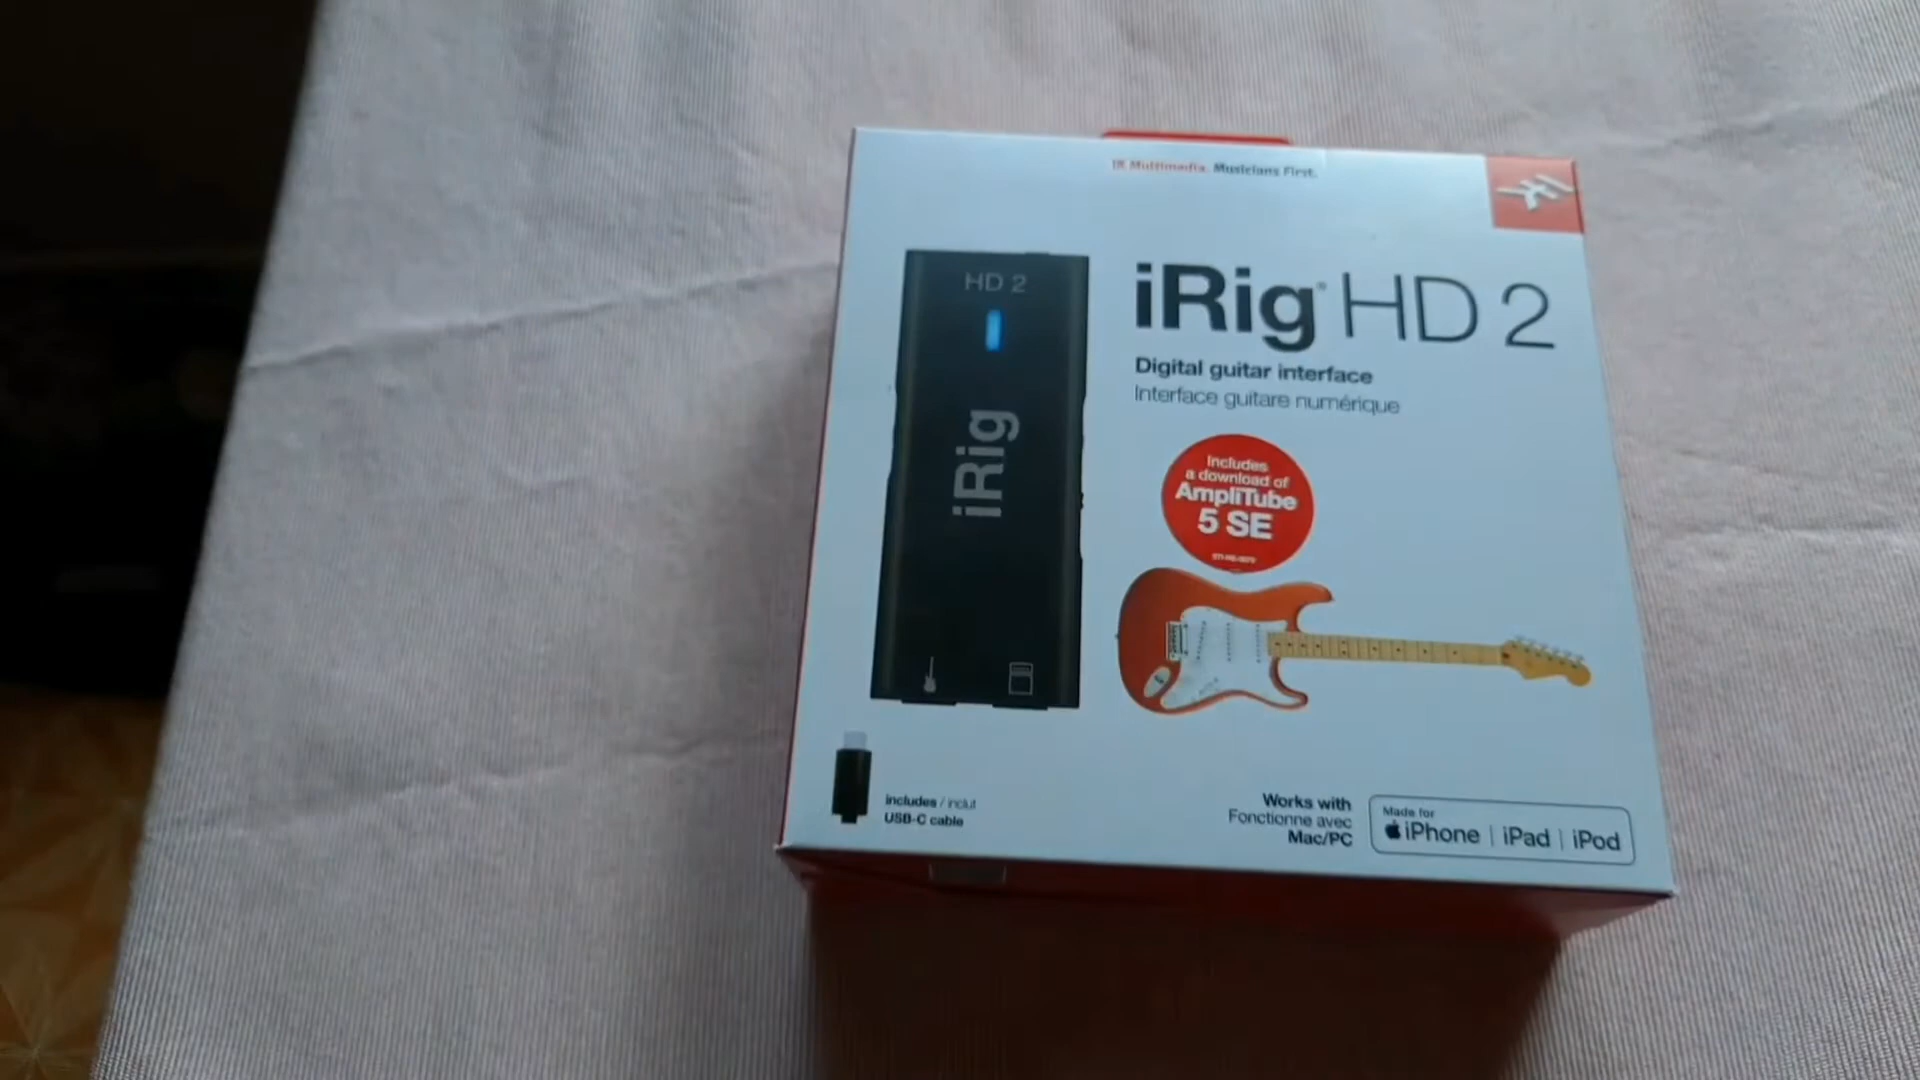 IK Multimedia. Musicians First.
HD 2
iRig
iRig® HD 2
Digital guitar interface
Interface guitare numérique
Includes
a download of
AmpliTube
5 SE
includes / inclut
USB-C cable
Works with
Fonctionne avec
Mac/PC
Made for
iPhone | iPad | iPod